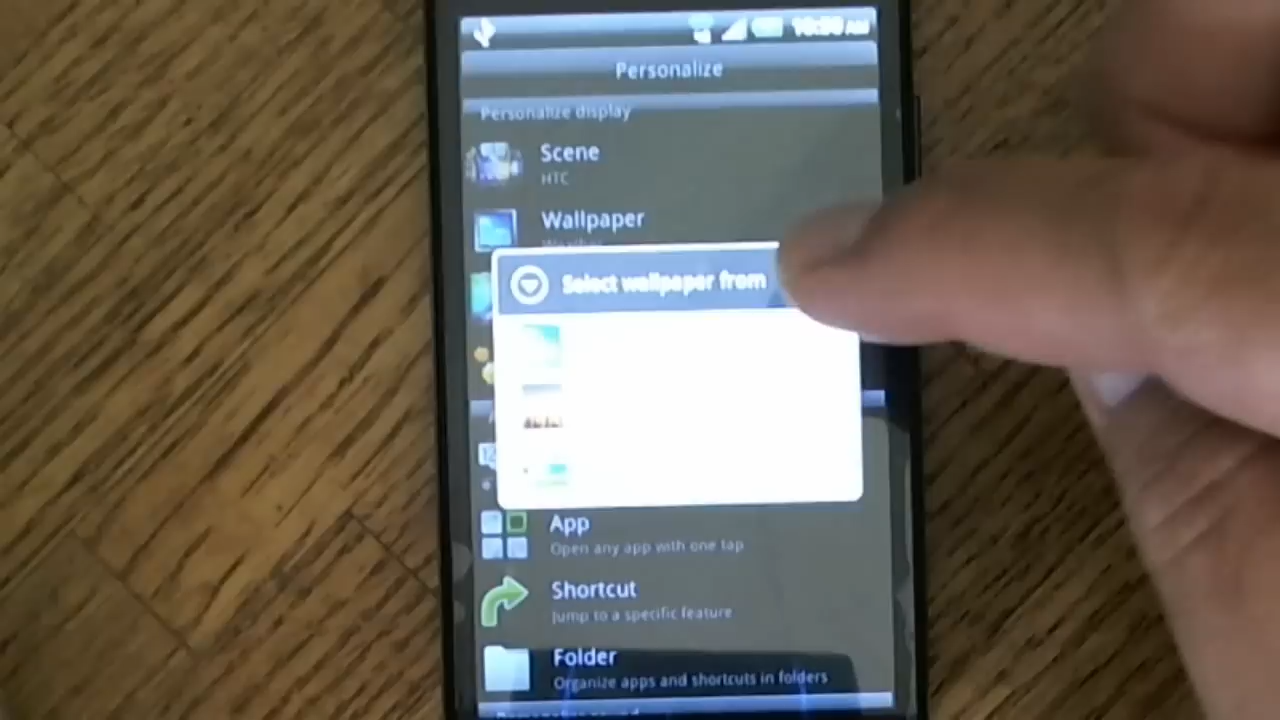 Personalize
Personalize display
Scene
HTC
Wallpaper
Select wallpaper from
App
Open any app with one tap
Shortcut
Jump to a specific feature
Folder
Organize apps and shortcuts in folders